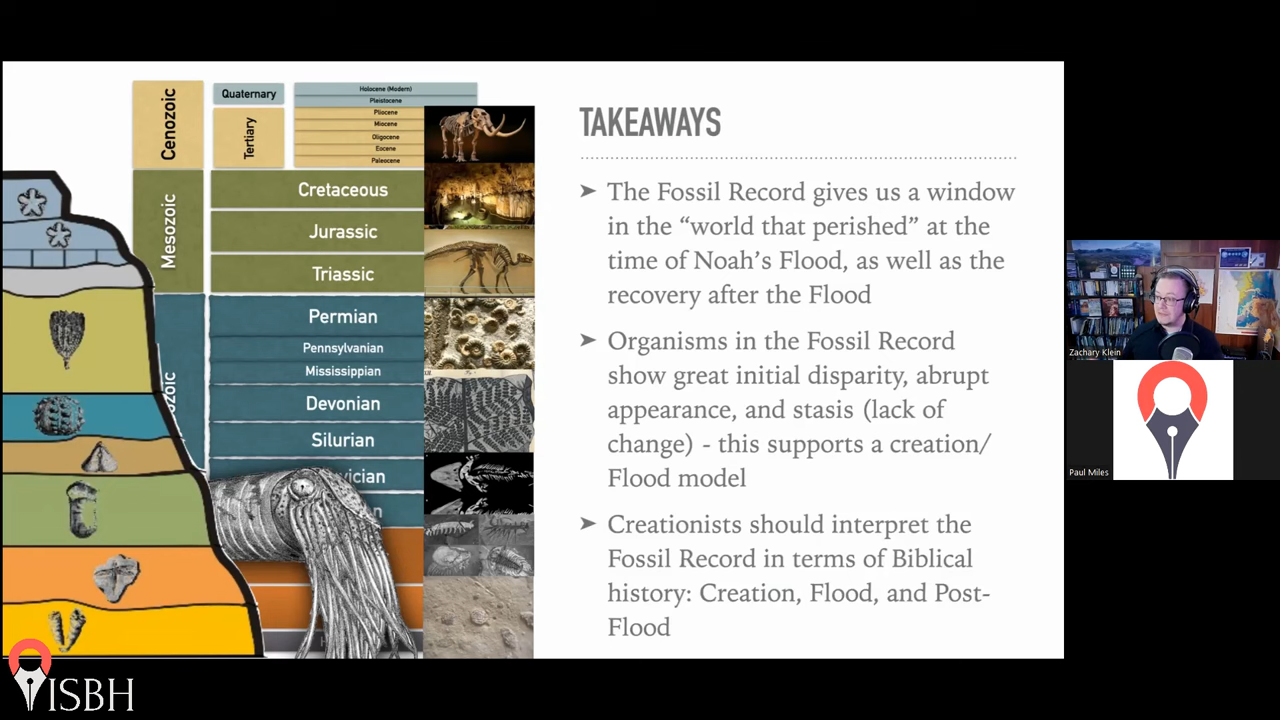 Cenozoic
Quaternary
Tertiary
Holocene (Modern)
Pleistocene
Pliocene
Miocene
Oligocene
Eocene
Paleocene
Mesozoic
Cretaceous
Jurassic
Triassic
ozoic
Permian
Pennsylvanian
Mississippian
Devonian
Silurian
vician
TAKEAWAYS
➤ The Fossil Record gives us a window
in the “world that perished” at the
time of Noah’s Flood, as well as the
recovery after the Flood
➤ Organisms in the Fossil Record
show great initial disparity, abrupt
appearance, and stasis (lack of
change) - this supports a creation/
Flood model
➤ Creationists should interpret the
Fossil Record in terms of Biblical
history: Creation, Flood, and Post-
Flood
Zachary Klein
Paul Miles
ISBH